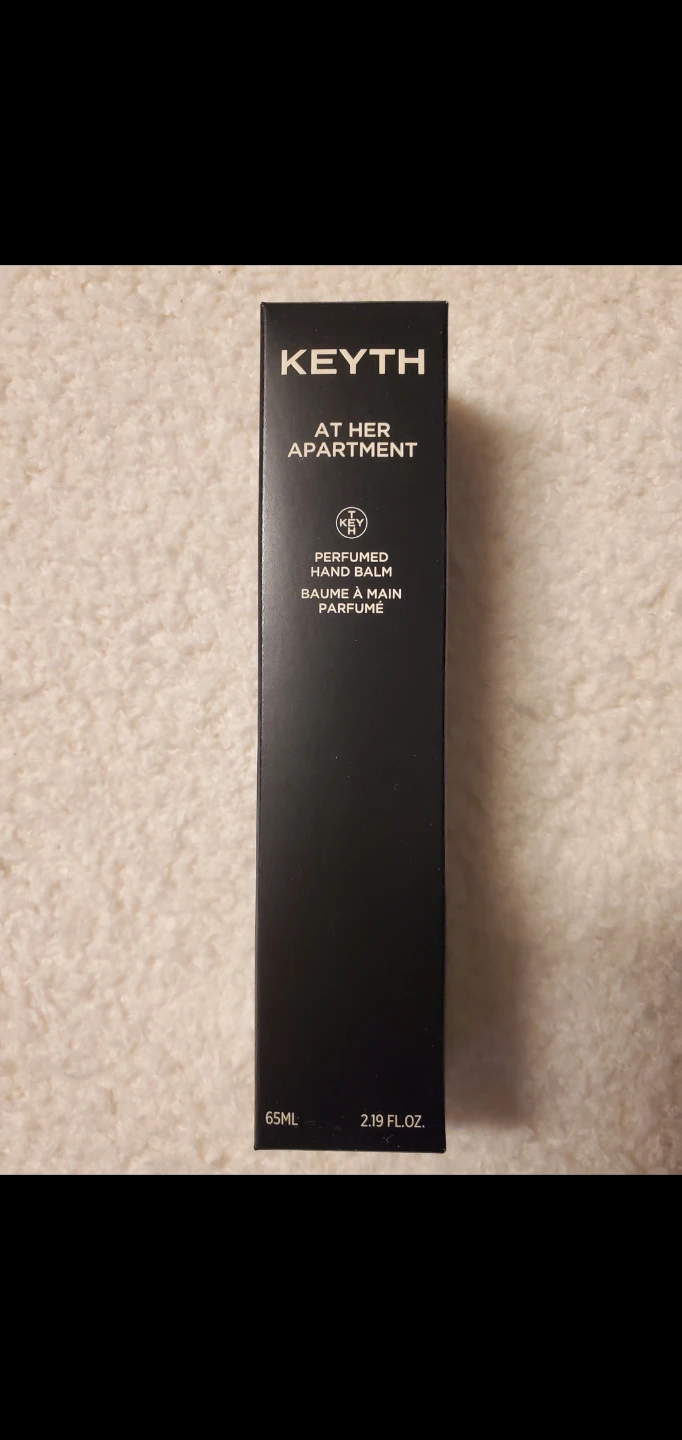 KEYTH
AT HER
APARTMENT
T
KEY
H
PERFUMED
HAND BALM
BAUME À MAIN
PARFUMÉ
65ML 2.19 FL.OZ.